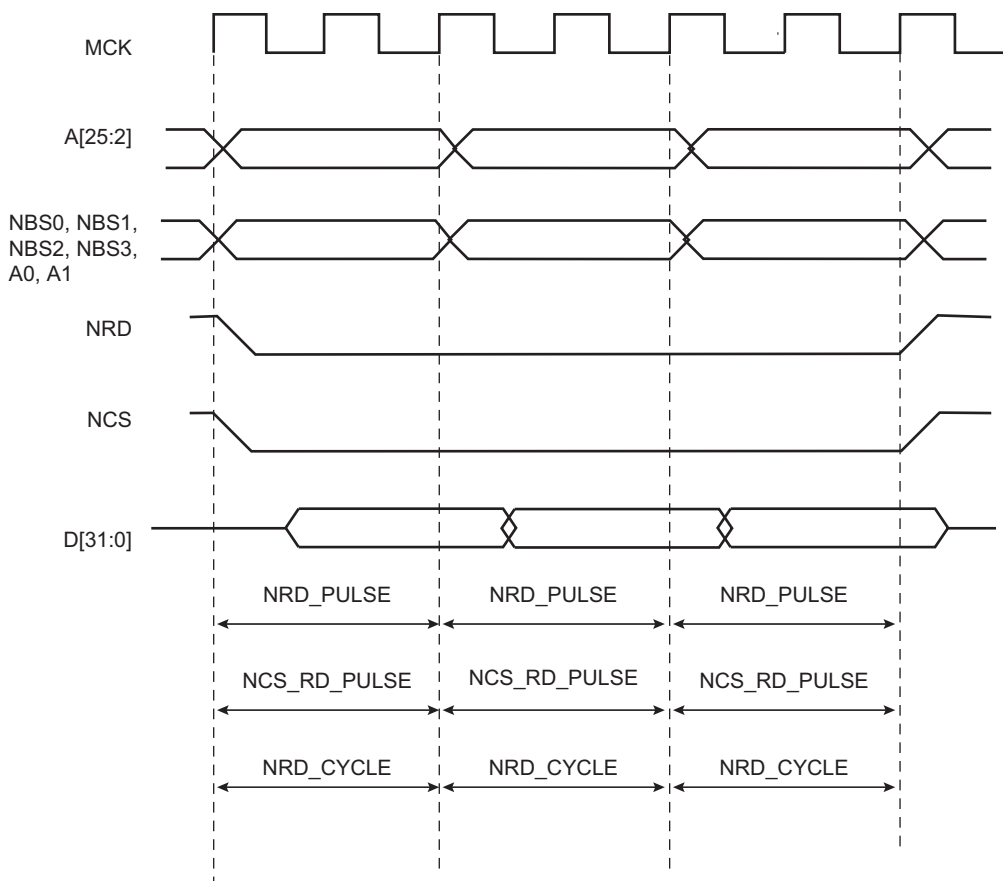 MCK
A[25:2]
NBS0, NBS1,
NBS2, NBS3,
A0, A1
NRD
NCS
D[31:0]
NRD_PULSE NRD_PULSE NRD_PULSE
NCS_RD_PULSE NCS_RD_PULSE NCS_RD_PULSE
NRD_CYCLE NRD_CYCLE NRD_CYCLE